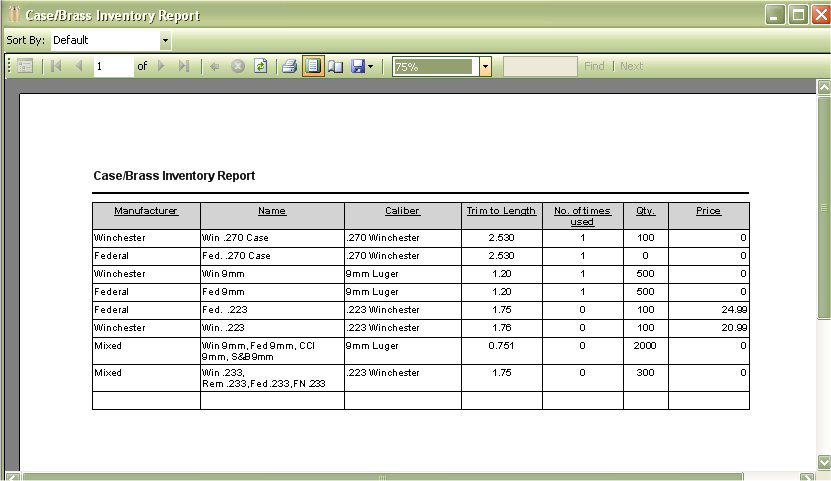 Case/Brass Inventory Report
Sort By: Default
1 of
75%
Find | Next
Case/Brass Inventory Report
Manufacturer Name Caliber Trim to Length No. of times used Qty. Price
Winchester Win .270 Case .270 Winchester 2.530 1 100 0
Federal Fed. .270 Case .270 Winchester 2.530 1 0 0
Winchester Win 9mm 9mm Luger 1.20 1 500 0
Federal Fed 9mm 9mm Luger 1.20 1 500 0
Federal Fed. .223 .223 Winchester 1.75 0 100 24.99
Winchester Win. .223 .223 Winchester 1.76 0 100 20.99
Mixed Win 9mm, Fed 9mm, CCI 9mm, S&B 9mm 9mm Luger 0.751 0 2000 0
Mixed Win .233, Rem .233,Fed .233,FN .233 .223 Winchester 1.75 0 300 0